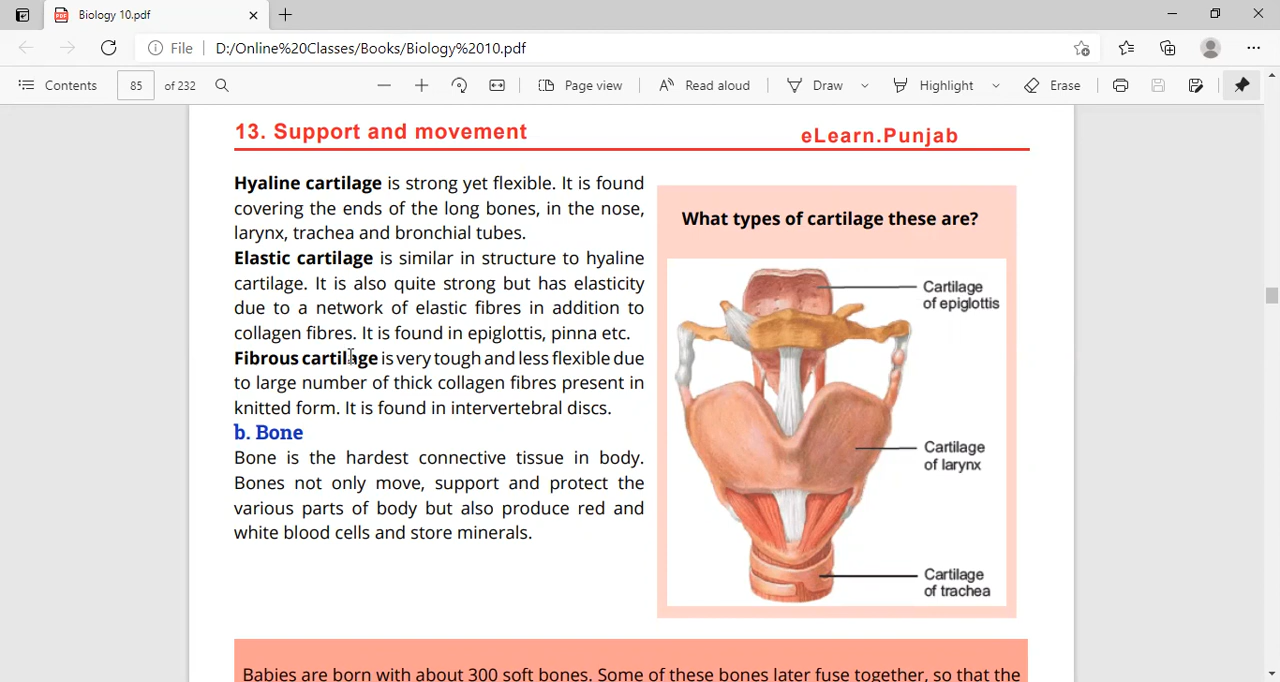 Biology 10.pdf
File
D:/Online%20Classes/Books/Biology%2010.pdf
Contents
85
of 232
Page view
Read aloud
Draw
Highlight
Erase
13. Support and movement
eLearn.Punjab
Hyaline cartilage is strong yet flexible. It is found
covering the ends of the long bones, in the nose,
larynx, trachea and bronchial tubes.
Elastic cartilage is similar in structure to hyaline
cartilage. It is also quite strong but has elasticity
due to a network of elastic fibres in addition to
collagen fibres. It is found in epiglottis, pinna etc.
Fibrous cartilage is very tough and less flexible due
to large number of thick collagen fibres present in
knitted form. It is found in intervertebral discs.
b. Bone
Bone is the hardest connective tissue in body.
Bones not only move, support and protect the
various parts of body but also produce red and
white blood cells and store minerals.
What types of cartilage these are?
Cartilage
of epiglottis
Cartilage
of larynx
Cartilage
of trachea
Babies are born with about 300 soft bones. Some of these bones later fuse together, so that the